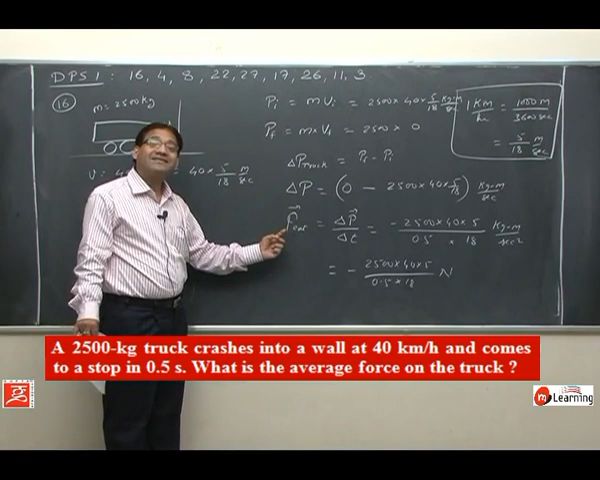 DPS 1 : 16, 4, 8, 22, 27, 17, 26, 11, 3
16
m = 2500 kg
Pi = m Vi = 2500 × 40 × 5/18 kg-m/sec
1 Km/hr = 1000 m/3600 sec
= 5/18 m/sec
Pf = m × Vf = 2500 × 0
ΔPTruck = Pf - Pi
40 × 5/18 m/sec
ΔP = (0 - 2500 × 40 × 5/18) kg-m/sec
Fext = ΔP/Δt = - 2500 × 40 × 5/0.5 × 18 kg-m/sec²
= - 2500 × 40 × 5/0.5 × 18 N
A 2500-kg truck crashes into a wall at 40 km/h and comes
to a stop in 0.5 s. What is the average force on the truck ?
m Learning